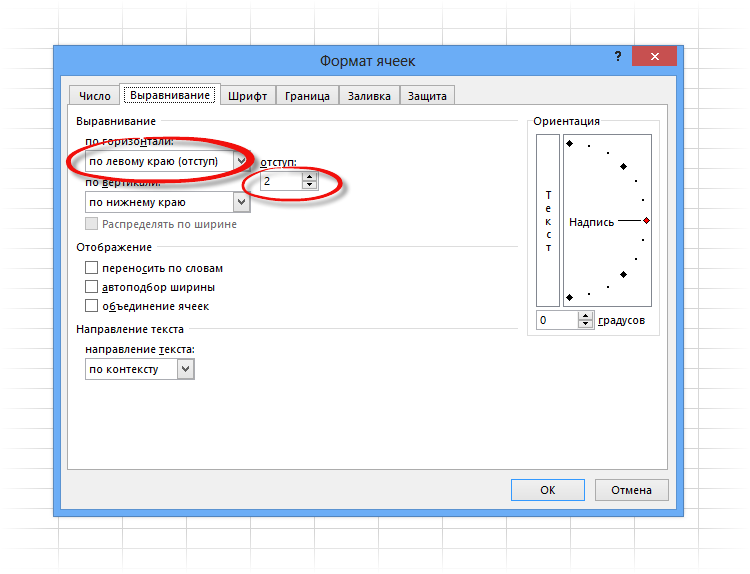 Формат ячеек
?
Число Выравнивание Шрифт Граница Заливка Защита
Выравнивание
по горизонтали:
по левому краю (отступ)
отступ:
2
по вертикали:
по нижнему краю
Распределять по ширине
Отображение
переносить по словам
автоподбор ширины
объединение ячеек
Направление текста
направление текста:
по контексту
Ориентация
Текст
Надпись
0 градусов
ОК Отмена